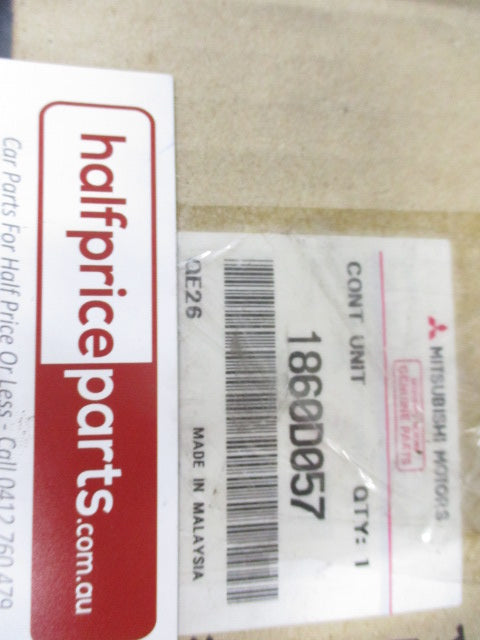 MITSUBISHI MOTORS
GENUINE PARTS
CONT UNIT QTY: 1
1860D057
QE26 MADE IN MALAYSIA
halfpriceparts.com.au
Car Parts For Half Price Or Less - Call 0412 760 479